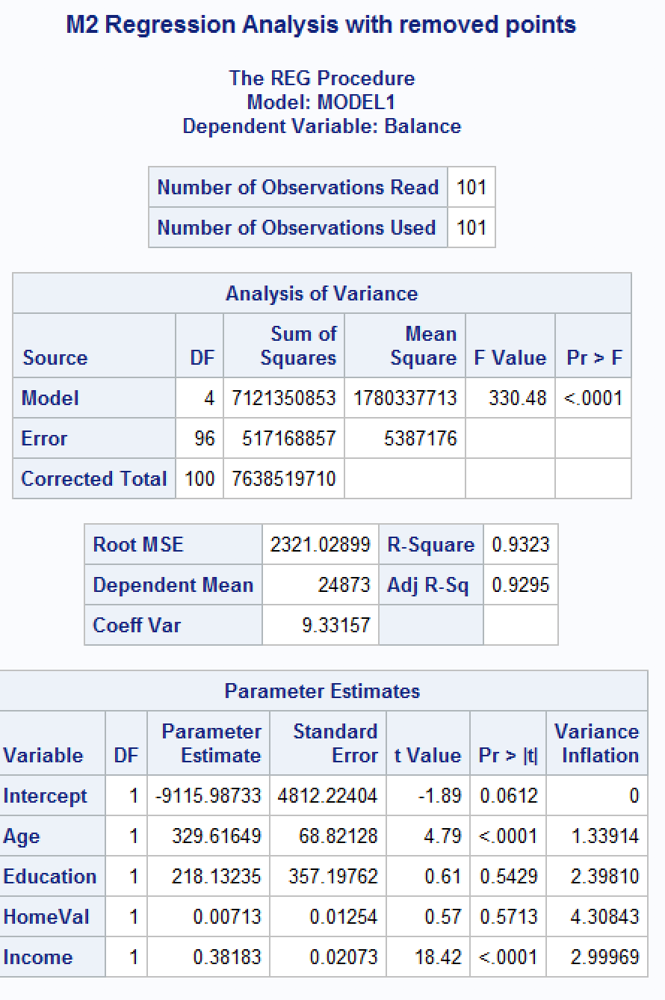 M2 Regression Analysis with removed points
The REG Procedure
Model: MODEL1
Dependent Variable: Balance
Number of Observations Read 101
Number of Observations Used 101
Analysis of Variance
Source DF Sum of Squares Mean Square F Value Pr > F
Model 4 7121350853 1780337713 330.48 <.0001
Error 96 517168857 5387176
Corrected Total 100 7638519710
Root MSE 2321.02899 R-Square 0.9323
Dependent Mean 24873 Adj R-Sq 0.9295
Coeff Var 9.33157
Parameter Estimates
Variable DF Parameter Estimate Standard Error t Value Pr > |t| Variance Inflation
Intercept 1 -9115.98733 4812.22404 -1.89 0.0612 0
Age 1 329.61649 68.82128 4.79 <.0001 1.33914
Education 1 218.13235 357.19762 0.61 0.5429 2.39810
HomeVal 1 0.00713 0.01254 0.57 0.5713 4.30843
Income 1 0.38183 0.02073 18.42 <.0001 2.99969